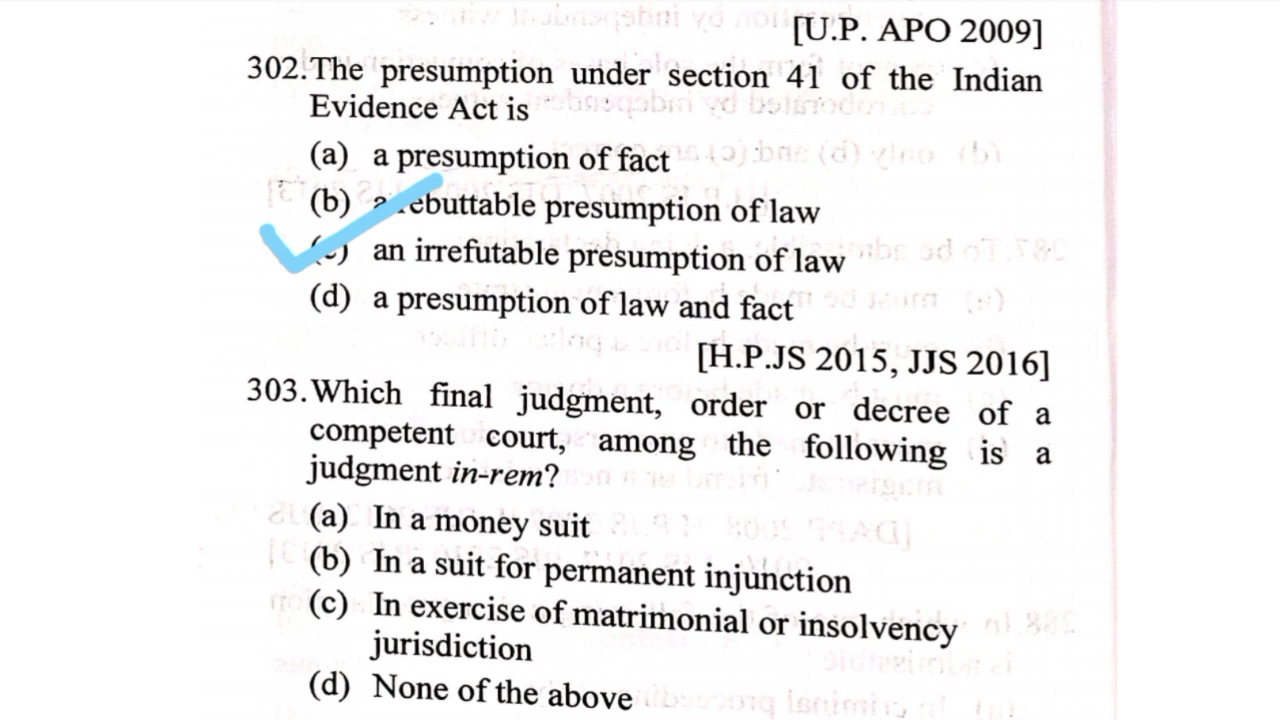 [U.P. APO 2009]
302. The presumption under section 41 of the Indian
Evidence Act is
(a) a presumption of fact
(b) a rebuttable presumption of law
(c) an irrefutable presumption of law
(d) a presumption of law and fact
[H.P.JS 2015, JJS 2016]
303. Which final judgment, order or decree of a
competent court, among the following is a
judgment in-rem?
(a) In a money suit
(b) In a suit for permanent injunction
(c) In exercise of matrimonial or insolvency
jurisdiction
(d) None of the above